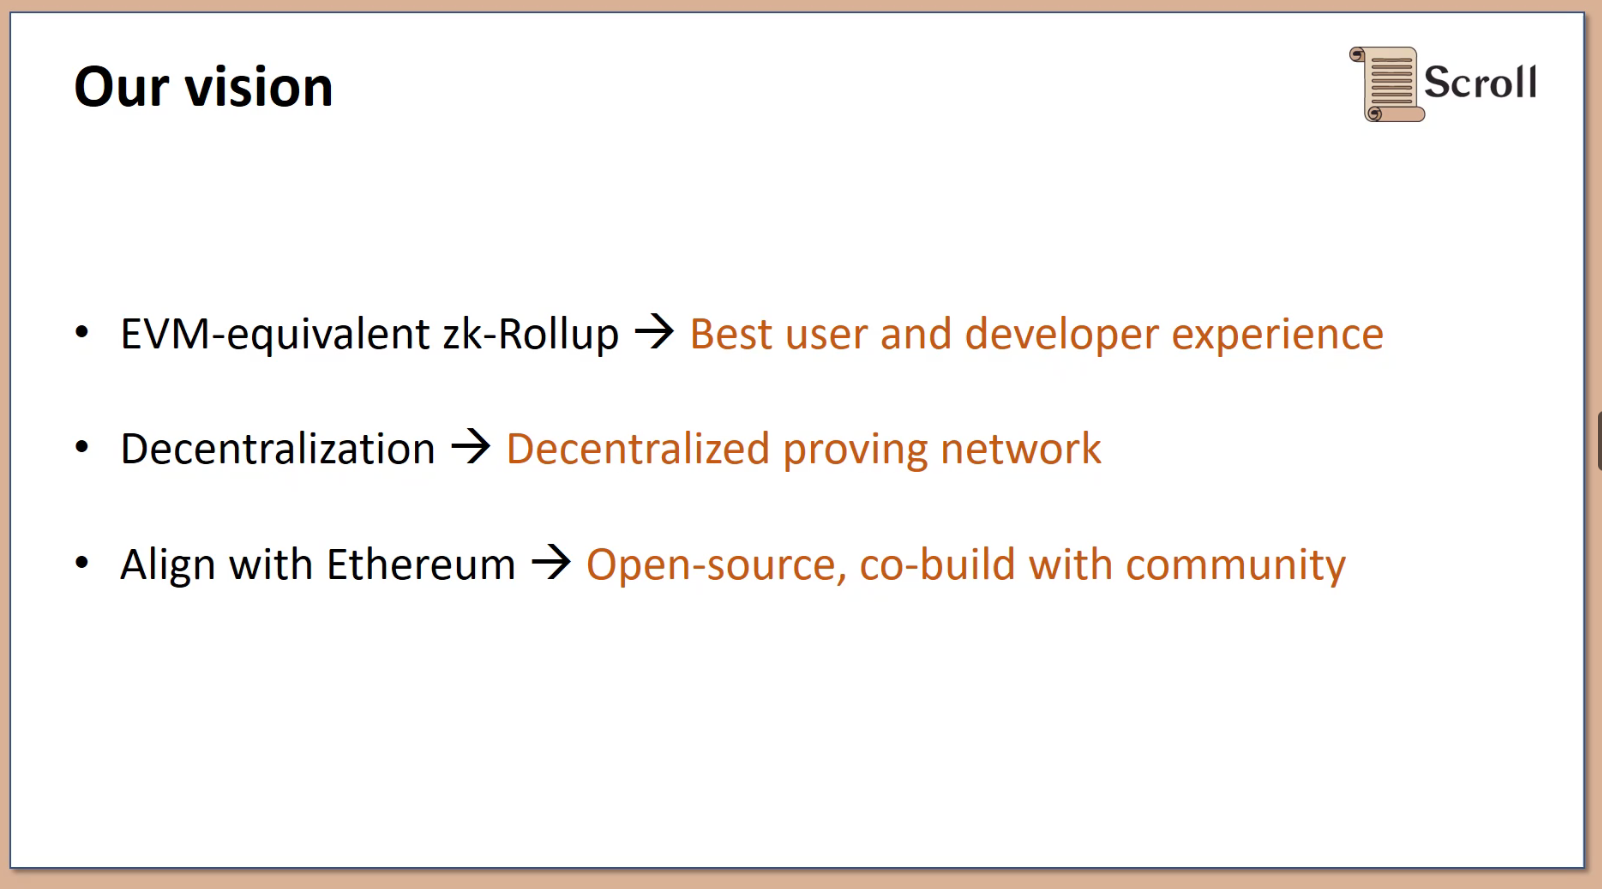 Our vision
Scroll
• EVM-equivalent zk-Rollup → Best user and developer experience
• Decentralization → Decentralized proving network
• Align with Ethereum → Open-source, co-build with community